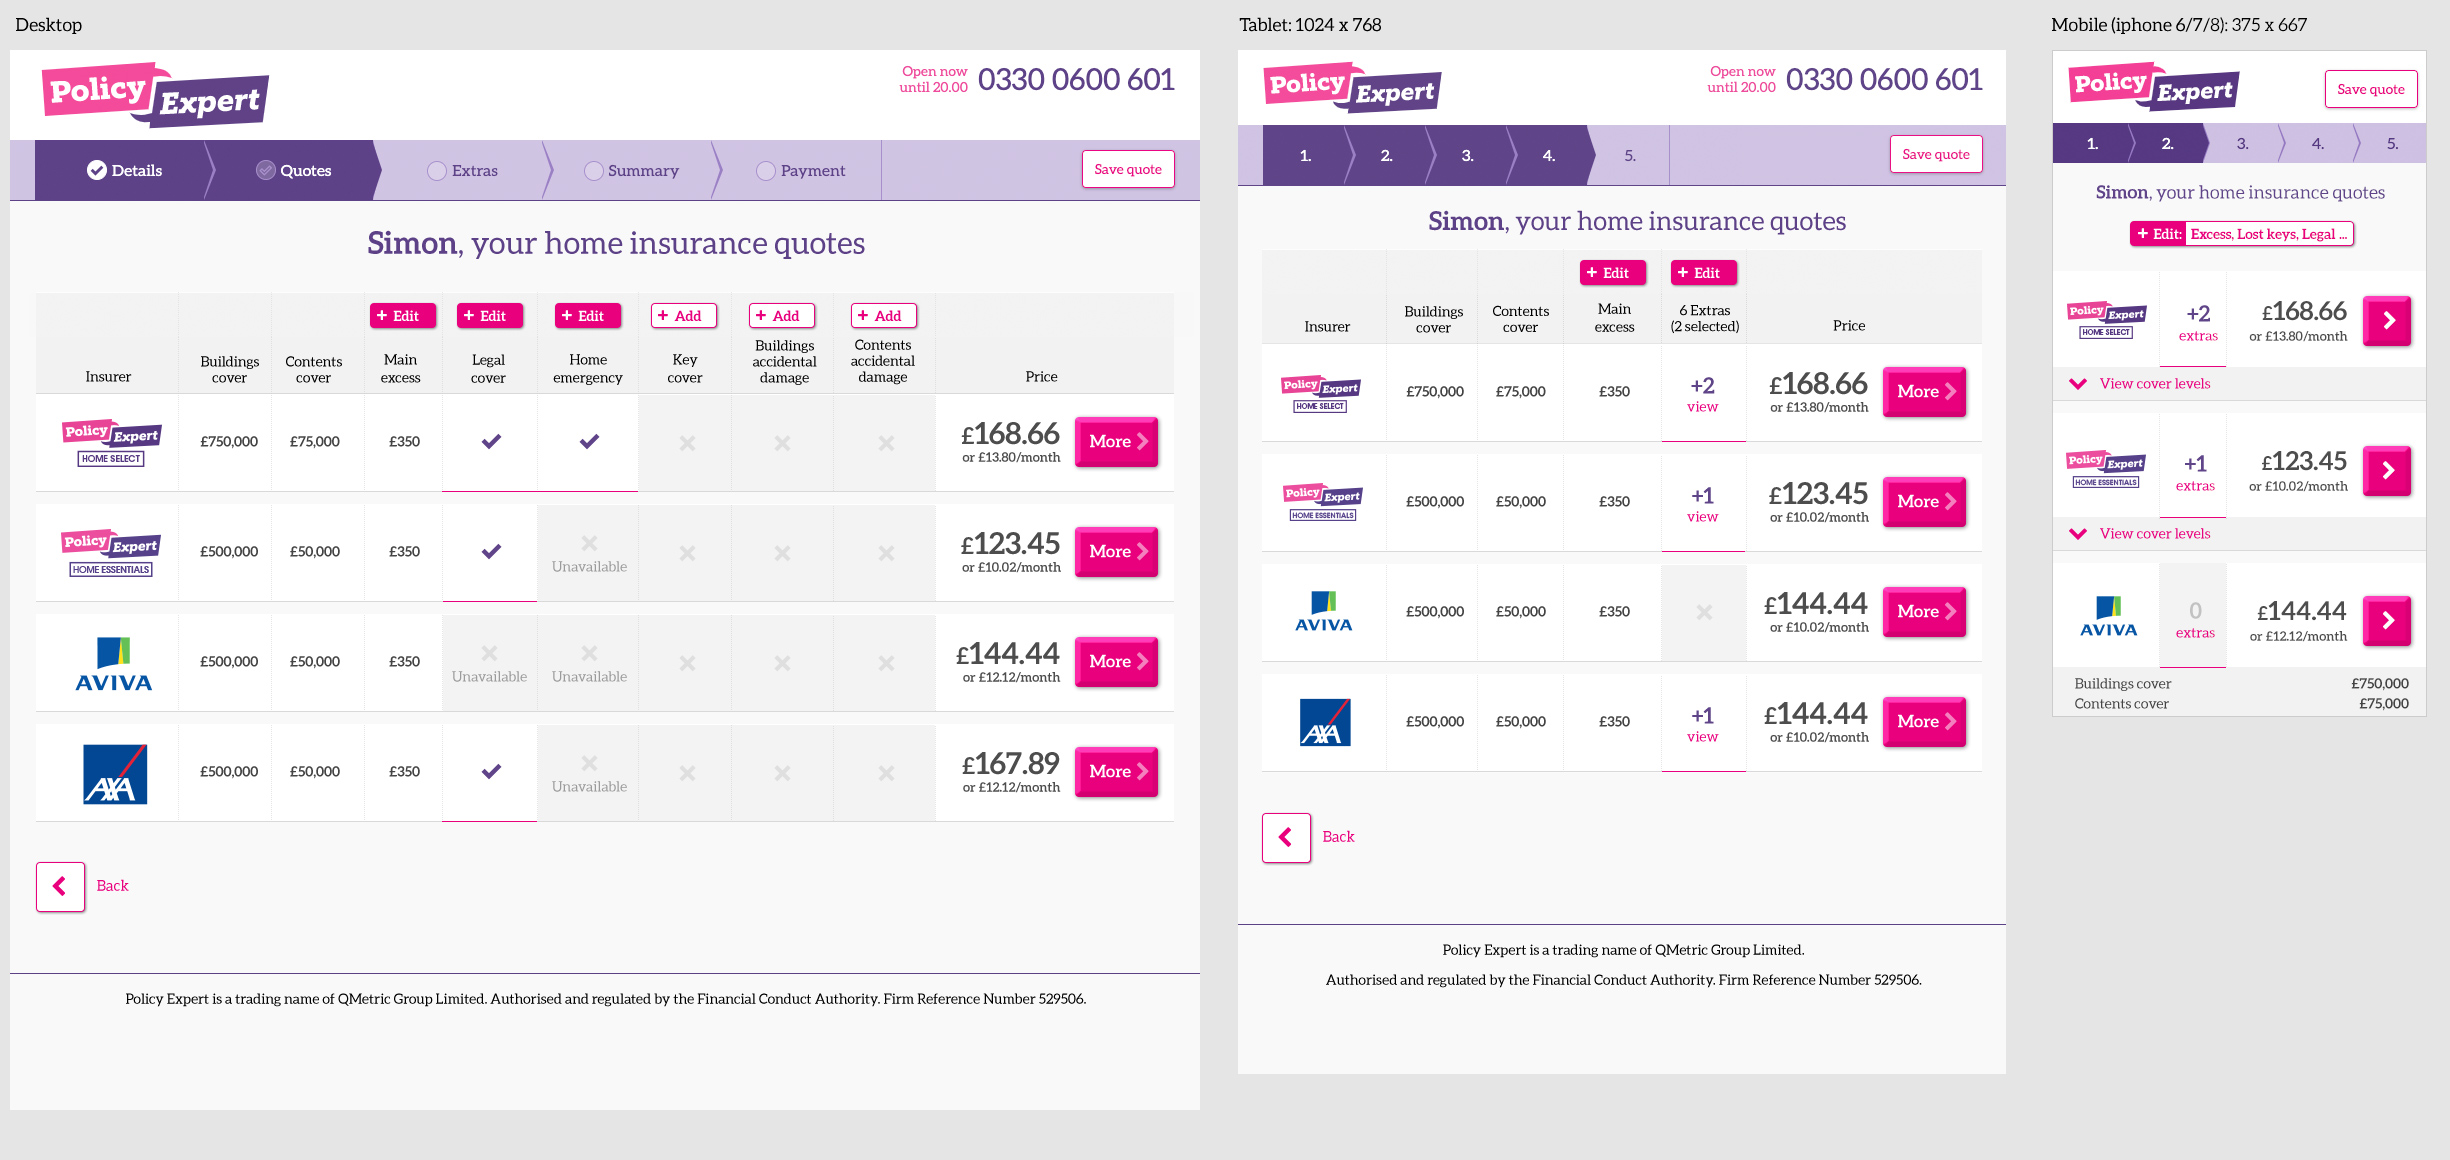 Desktop
Policy Expert
Open now
until 20.00
0330 0600 601
Details
Quotes
Extras
Summary
Payment
Save quote
Simon, your home insurance quotes
+ Edit
+ Edit
+ Edit
+ Add
+ Add
+ Add
Insurer
Buildings
cover
Contents
cover
Main
excess
Legal
cover
Home
emergency
Key
cover
Buildings
accidental
damage
Contents
accidental
damage
Price
Policy Expert
HOME SELECT
£750,000
£75,000
£350
£168.66
or £13.80/month
More
Policy Expert
HOME ESSENTIALS
£500,000
£50,000
£350
Unavailable
£123.45
or £10.02/month
More
AVIVA
£500,000
£50,000
£350
Unavailable
Unavailable
£144.44
or £12.12/month
More
AXA
£500,000
£50,000
£350
Unavailable
£167.89
or £12.12/month
More
Back
Policy Expert is a trading name of QMetric Group Limited. Authorised and regulated by the Financial Conduct Authority. Firm Reference Number 529506.
Tablet: 1024 x 768
Policy Expert
Open now
until 20.00
0330 0600 601
1.
2.
3.
4.
5.
Save quote
Simon, your home insurance quotes
+ Edit
+ Edit
Insurer
Buildings
cover
Contents
cover
Main
excess
6 Extras
(2 selected)
Price
Policy Expert
HOME SELECT
£750,000
£75,000
£350
+2
view
£168.66
or £13.80/month
More
Policy Expert
HOME ESSENTIALS
£500,000
£50,000
£350
+1
view
£123.45
or £10.02/month
More
AVIVA
£500,000
£50,000
£350
£144.44
or £10.02/month
More
AXA
£500,000
£50,000
£350
+1
view
£144.44
or £10.02/month
More
Back
Policy Expert is a trading name of QMetric Group Limited.
Authorised and regulated by the Financial Conduct Authority. Firm Reference Number 529506.
Mobile (iphone 6/7/8): 375 x 667
Policy Expert
Save quote
1.
2.
3.
4.
5.
Simon, your home insurance quotes
+ Edit: Excess, Lost keys, Legal ...
Policy Expert
HOME SELECT
+2
extras
£168.66
or £13.80/month
View cover levels
Policy Expert
HOME ESSENTIALS
+1
extras
£123.45
or £10.02/month
View cover levels
AVIVA
0
extras
£144.44
or £12.12/month
Buildings cover £750,000
Contents cover £75,000